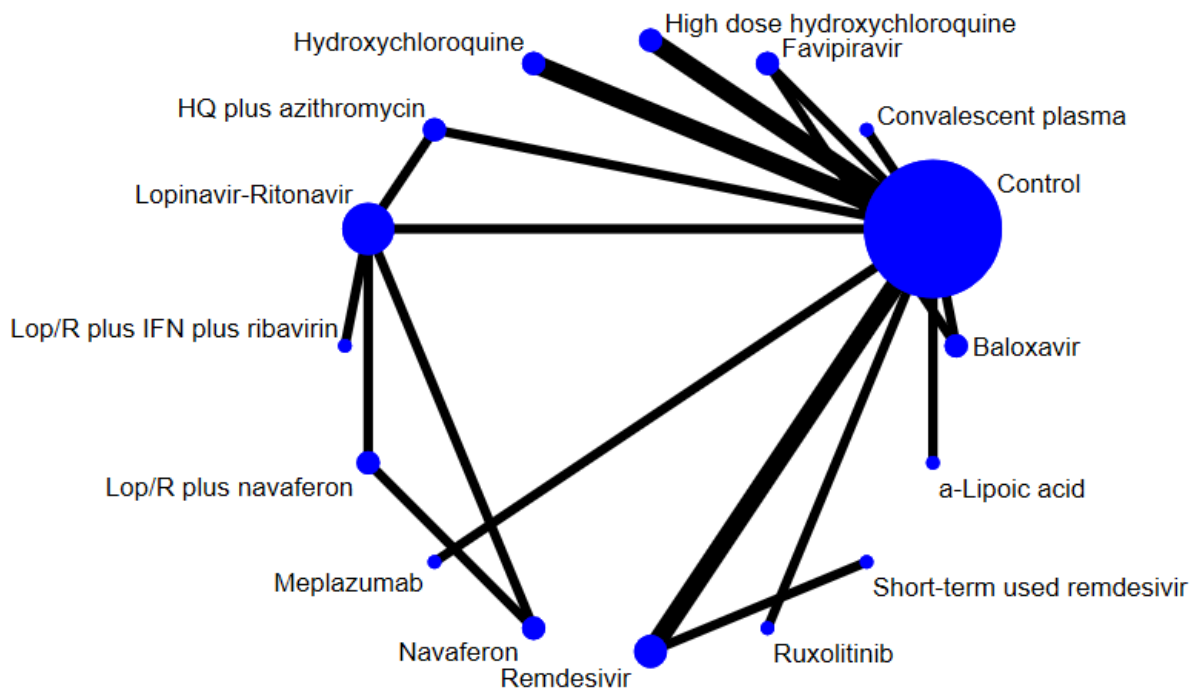 High dose hydroxychloroquine
Hydroxychloroquine
Favipiravir
HQ plus azithromycin
Convalescent plasma
Control
Lopinavir-Ritonavir
Lop/R plus IFN plus ribavirin
Baloxavir
Lop/R plus navaferon
a-Lipoic acid
Meplazumab
Short-term used remdesivir
Navaferon
Ruxolitinib
Remdesivir